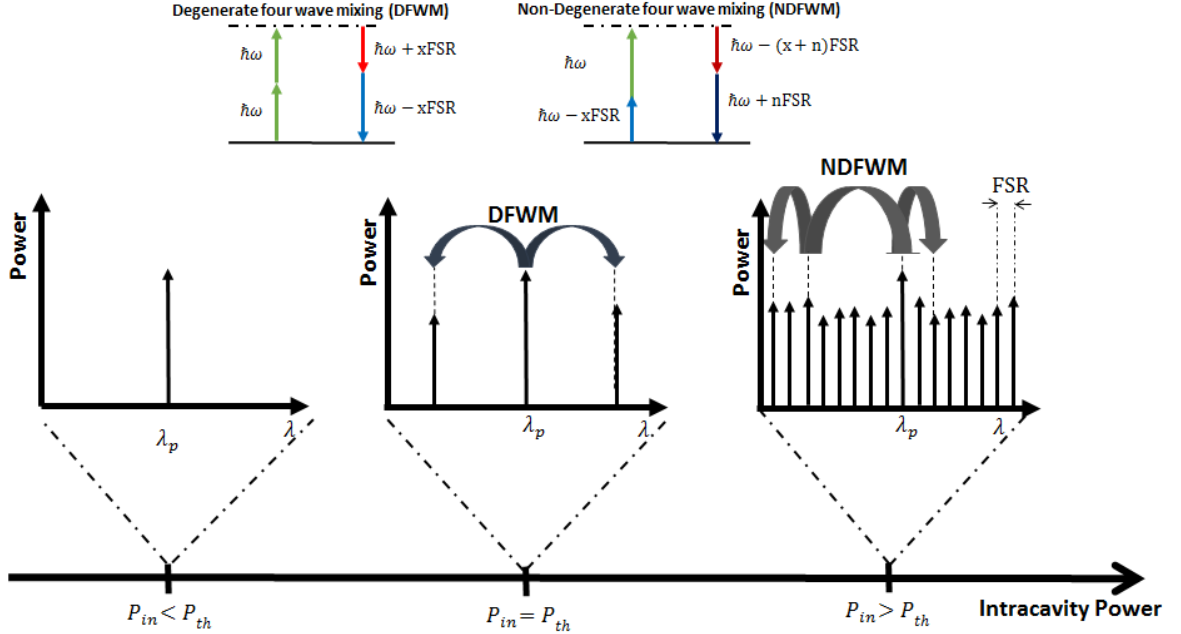 Degenerate four wave mixing (DFWM)
ℏω
ℏω
ℏω + xFSR
ℏω − xFSR
Non-Degenerate four wave mixing (NDFWM)
ℏω
ℏω − xFSR
ℏω − (x + n)FSR
ℏω + nFSR
Power
λp
λ
Power
DFWM
λp
λ.
Power
NDFWM
FSR
λp
λ
Pin < Pth
Pin = Pth
Pin > Pth
Intracavity Power